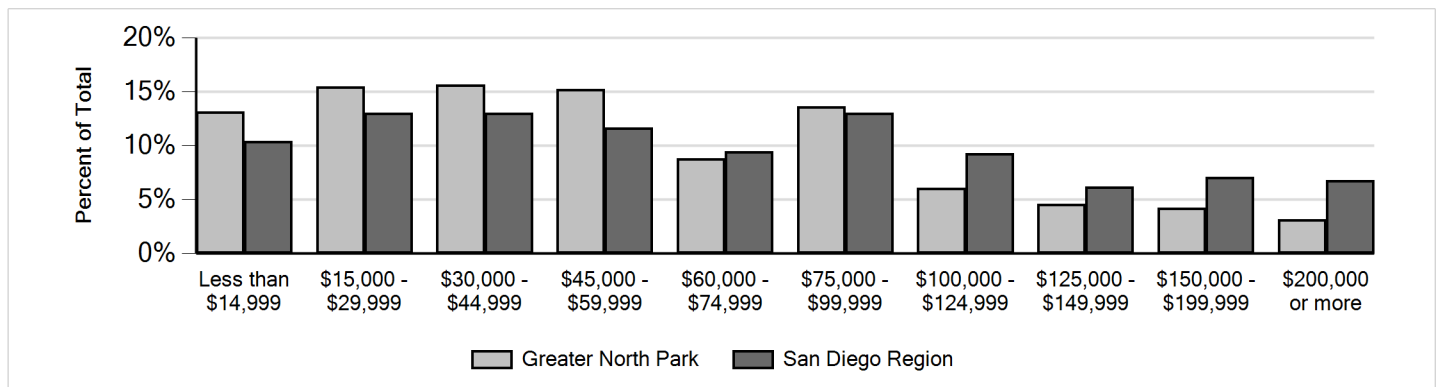 Percent of Total
20%
15%
10%
5%
0%
Less than $14,999
$15,000 - $29,999
$30,000 - $44,999
$45,000 - $59,999
$60,000 - $74,999
$75,000 - $99,999
$100,000 - $124,999
$125,000 - $149,999
$150,000 - $199,999
$200,000 or more
Greater North Park
San Diego Region